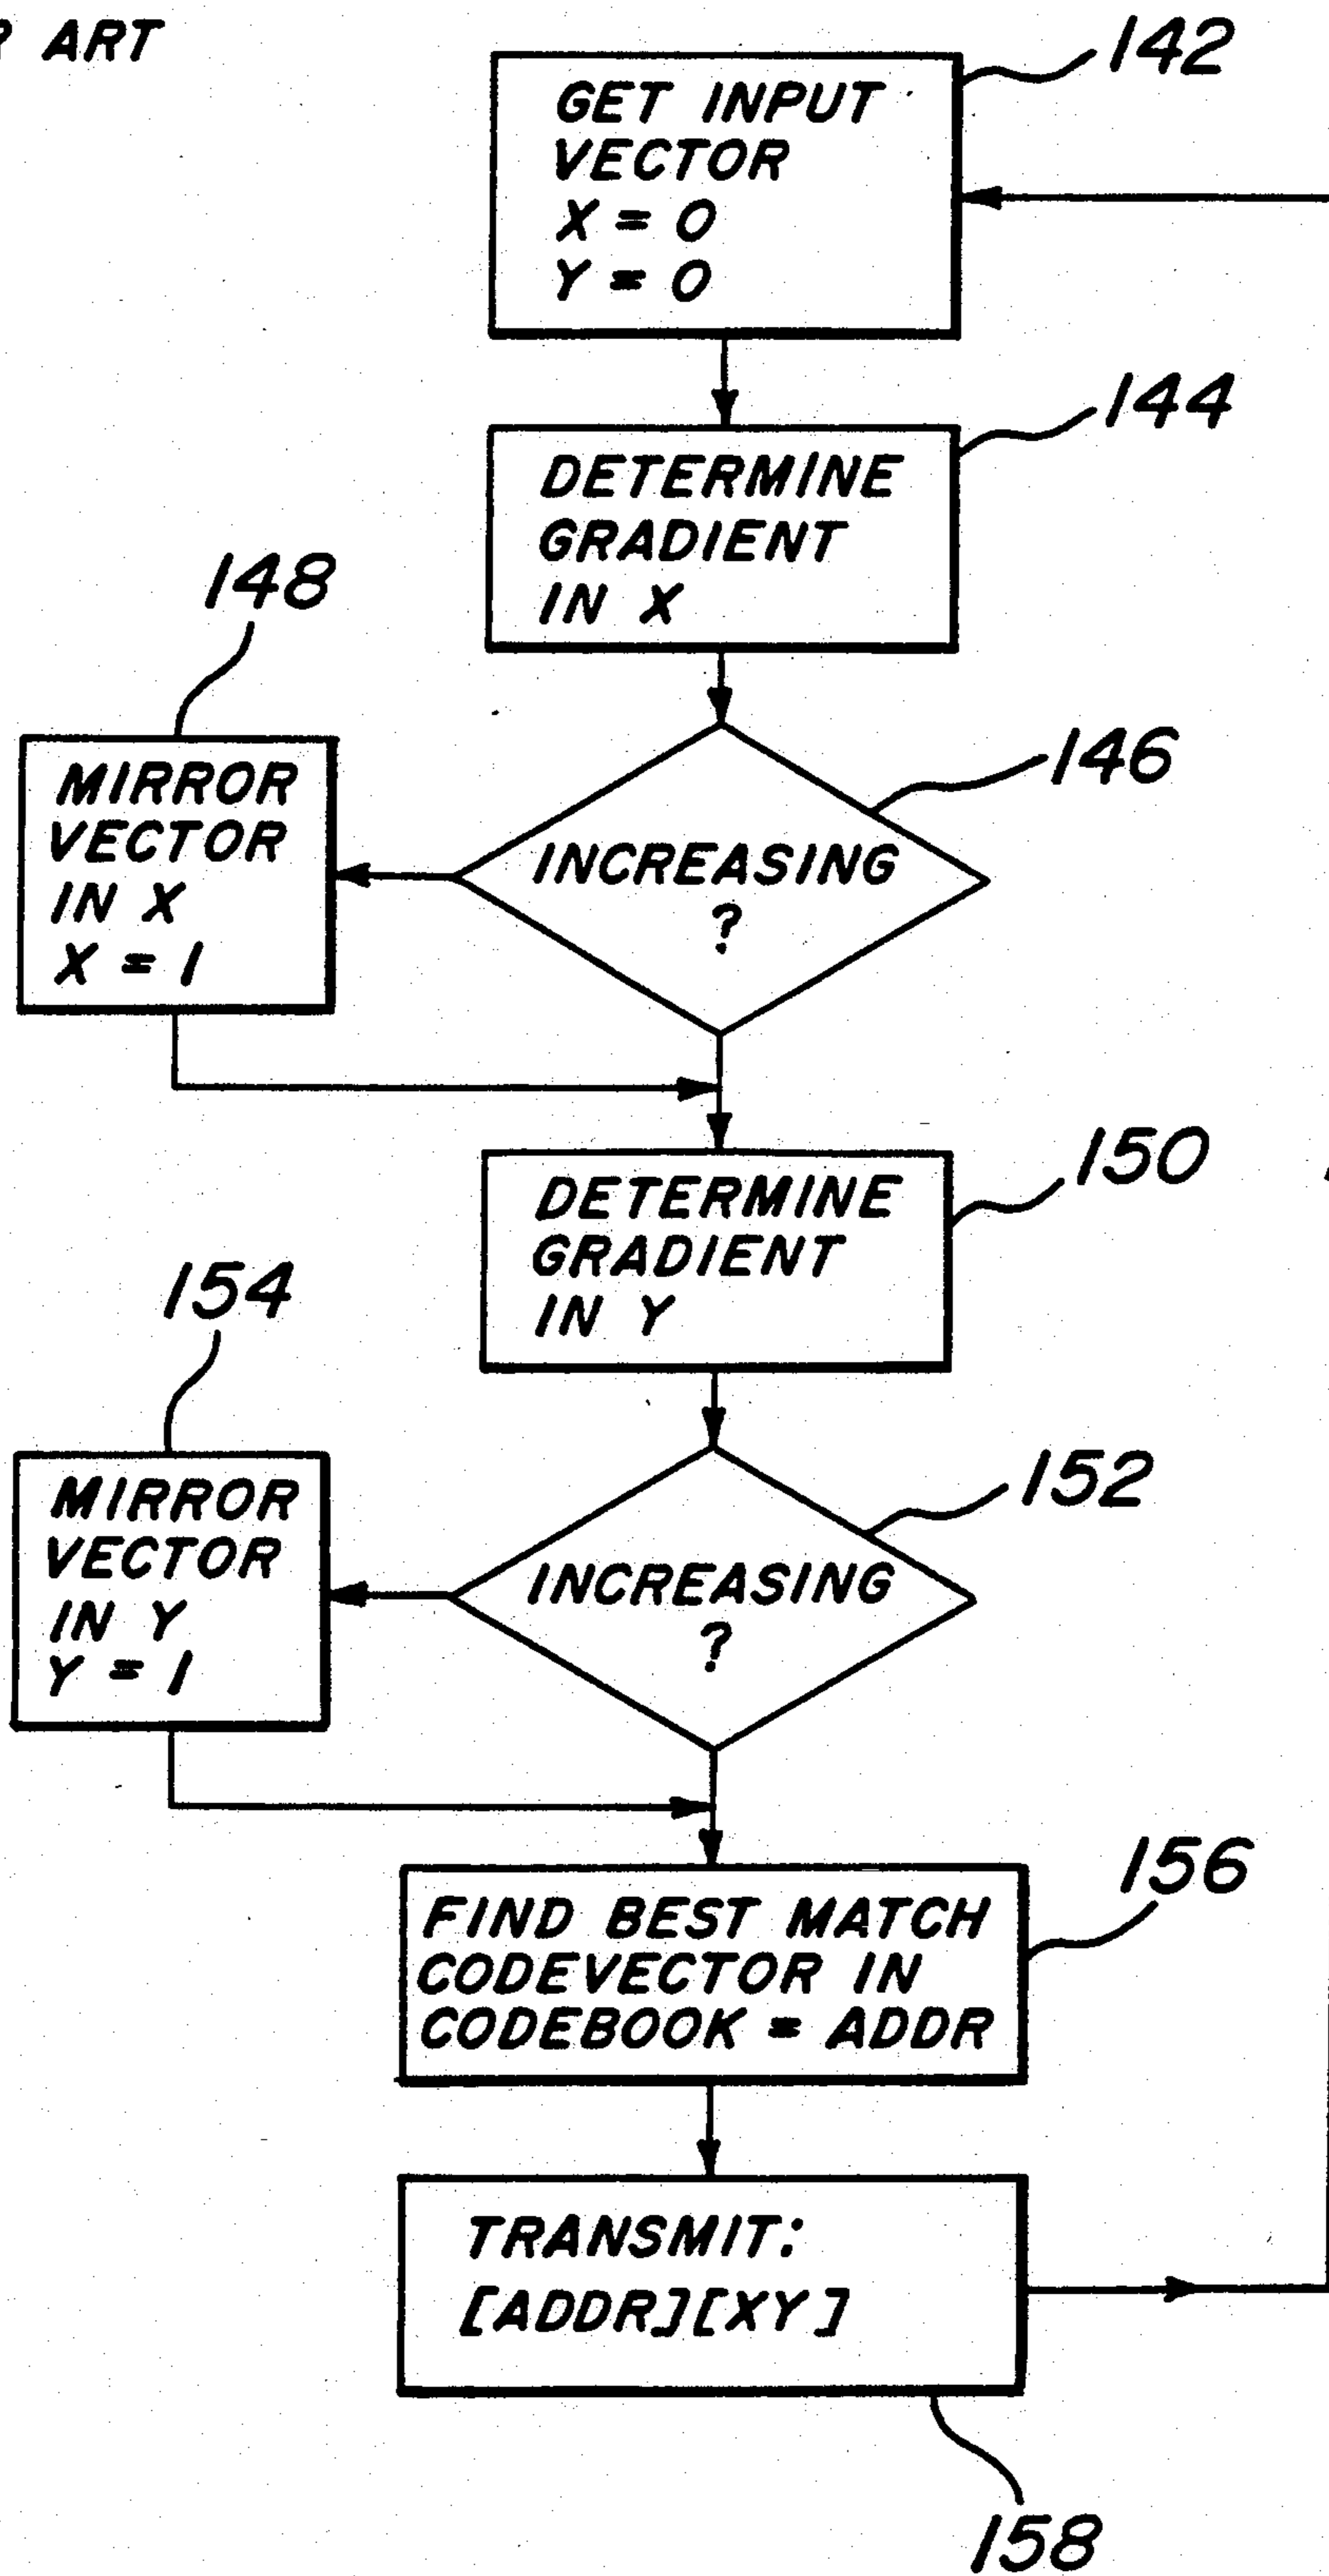 ART
142
GET INPUT
VECTOR
X = 0
Y = 0
144
DETERMINE
GRADIENT
IN X
148
MIRROR
VECTOR
IN X
X = 1
146
INCREASING
?
150
DETERMINE
GRADIENT
IN Y
154
MIRROR
VECTOR
IN Y
Y = 1
152
INCREASING
?
156
FIND BEST MATCH
CODEVECTOR IN
CODEBOOK = ADDR
TRANSMIT:
[ADDR][XY]
158